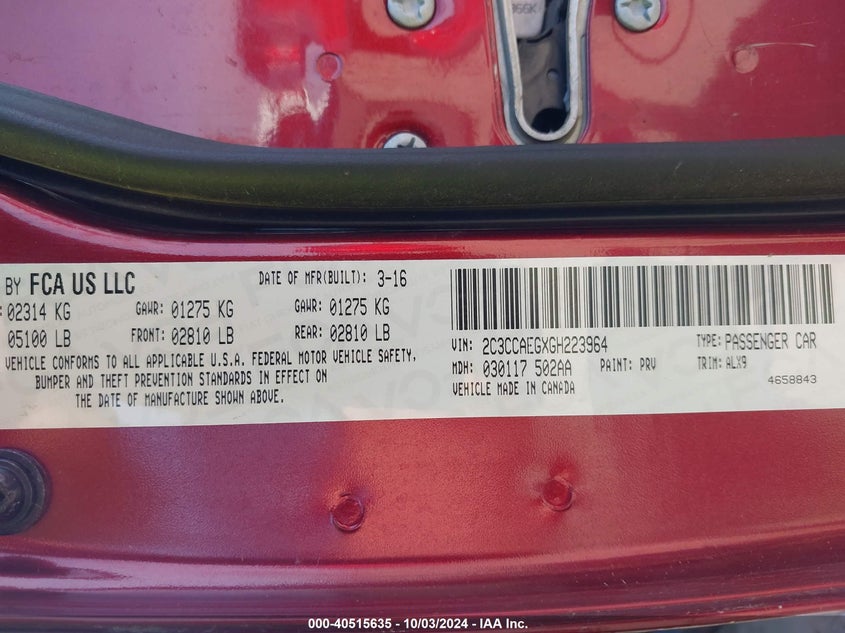 BY FCA US LLC DATE OF MFR(BUILT): 3-16
02314 KG GAWR: 01275 KG GAWR: 01275 KG
05100 LB FRONT: 02810 LB REAR: 02810 LB
VEHICLE CONFORMS TO ALL APPLICABLE U.S.A. FEDERAL MOTOR VEHICLE SAFETY,
BUMPER AND THEFT PREVENTION STANDARDS IN EFFECT ON
THE DATE OF MANUFACTURE SHOWN ABOVE.
VIN: 2C3CCAEGXGH223964 TYPE: PASSENGER CAR
MDH: 030117 502AA PAINT: PRV TRIM: ALX9
VEHICLE MADE IN CANADA 4658843
000-40515635 - 10/03/2024 - IAA Inc.